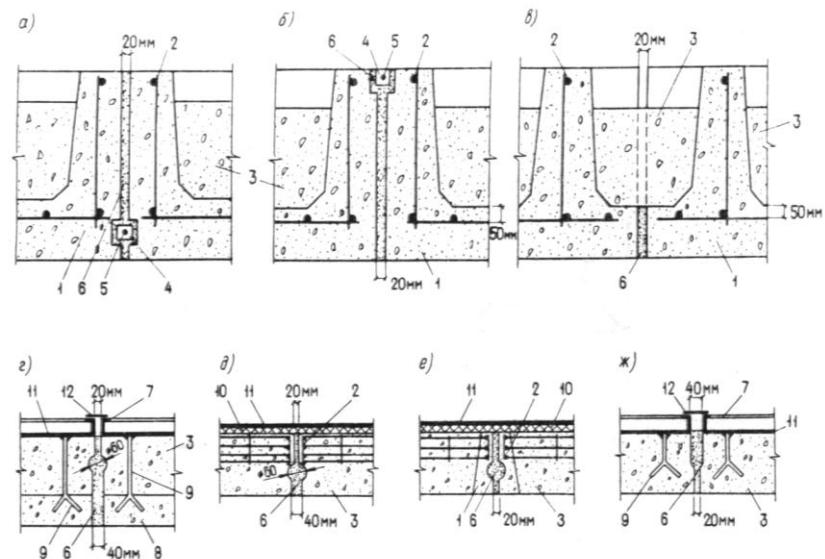 а) б) в)
20мм 2 6 4 5 2 2 20мм 3
3 3
50мм 50мм
1 6 5 4 20мм 1 6 1
г) д) е) ж)
11 12 20мм 7 10 11 20мм 2 11 2 10 12 40мм 7
11
ø60 3 ø60
9
6 1 6
9 6 40мм 8 40мм 3 20мм 3 9 20мм 6 3